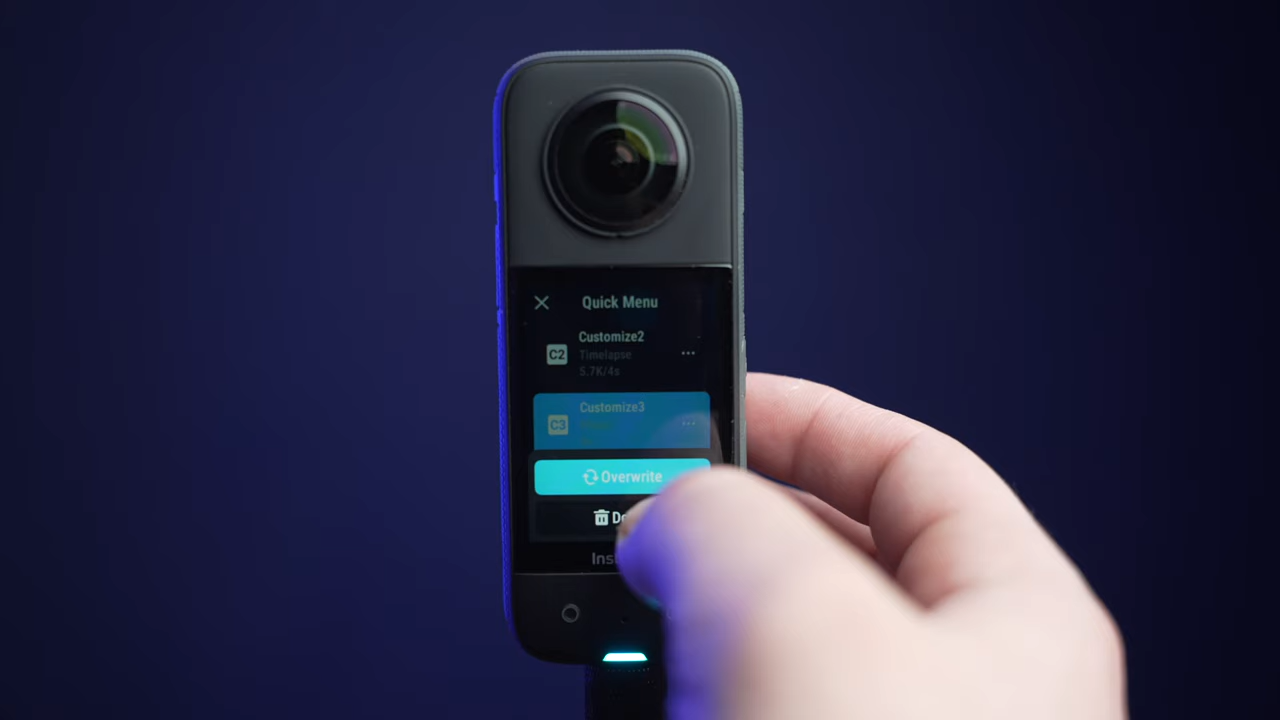 Quick Menu
Customize2
C2
Timelapse
5.7K/4s
Customize3
C3
Overwrite